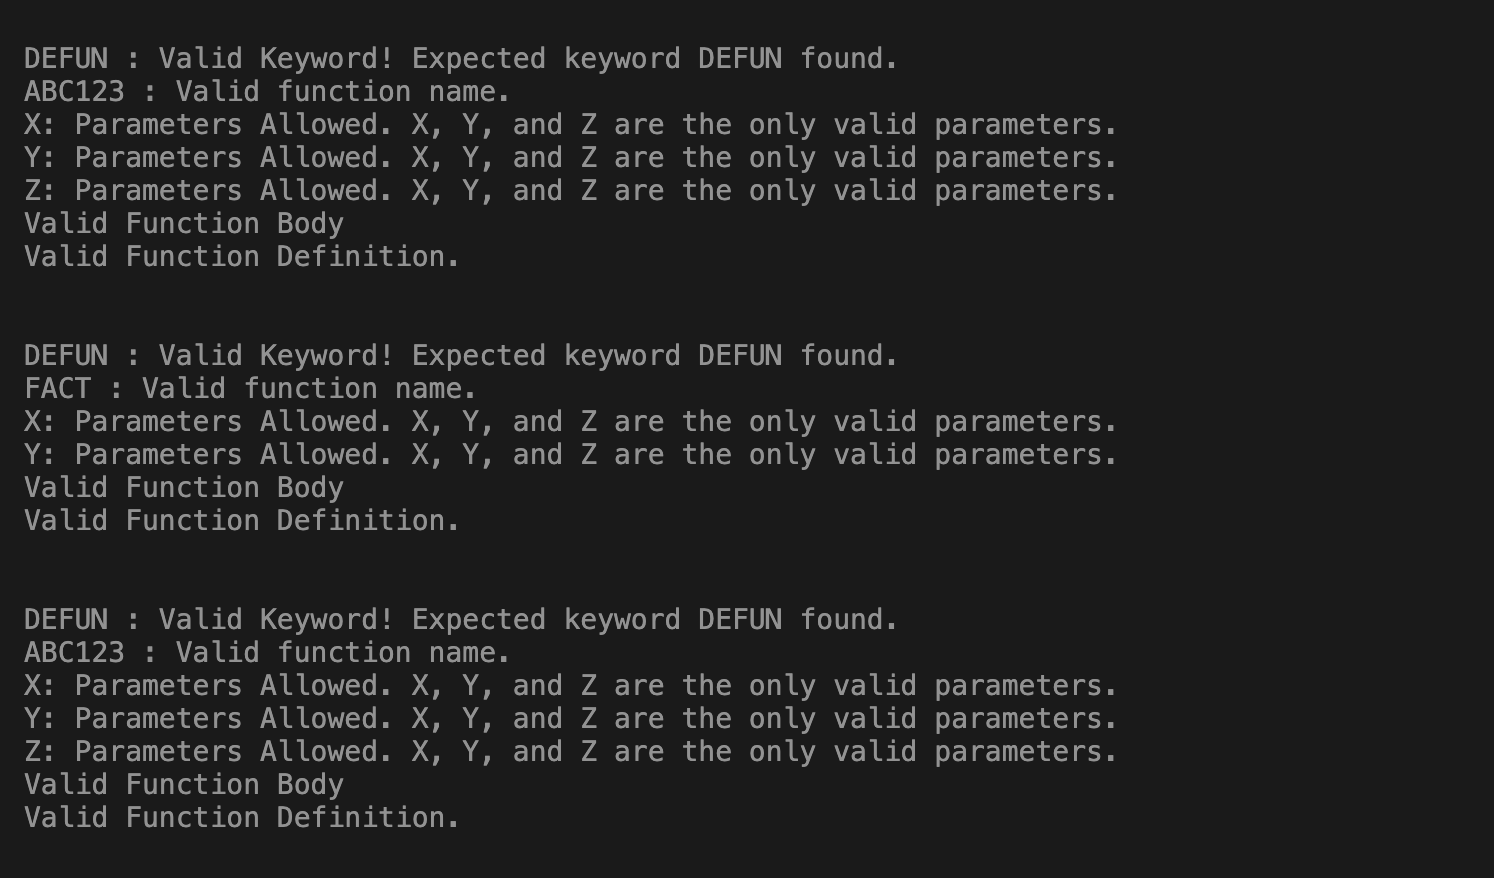 DEFUN : Valid Keyword! Expected keyword DEFUN found.
ABC123 : Valid function name.
X: Parameters Allowed. X, Y, and Z are the only valid parameters.
Y: Parameters Allowed. X, Y, and Z are the only valid parameters.
Z: Parameters Allowed. X, Y, and Z are the only valid parameters.
Valid Function Body
Valid Function Definition.
DEFUN : Valid Keyword! Expected keyword DEFUN found.
FACT : Valid function name.
X: Parameters Allowed. X, Y, and Z are the only valid parameters.
Y: Parameters Allowed. X, Y, and Z are the only valid parameters.
Valid Function Body
Valid Function Definition.
DEFUN : Valid Keyword! Expected keyword DEFUN found.
ABC123 : Valid function name.
X: Parameters Allowed. X, Y, and Z are the only valid parameters.
Y: Parameters Allowed. X, Y, and Z are the only valid parameters.
Z: Parameters Allowed. X, Y, and Z are the only valid parameters.
Valid Function Body
Valid Function Definition.